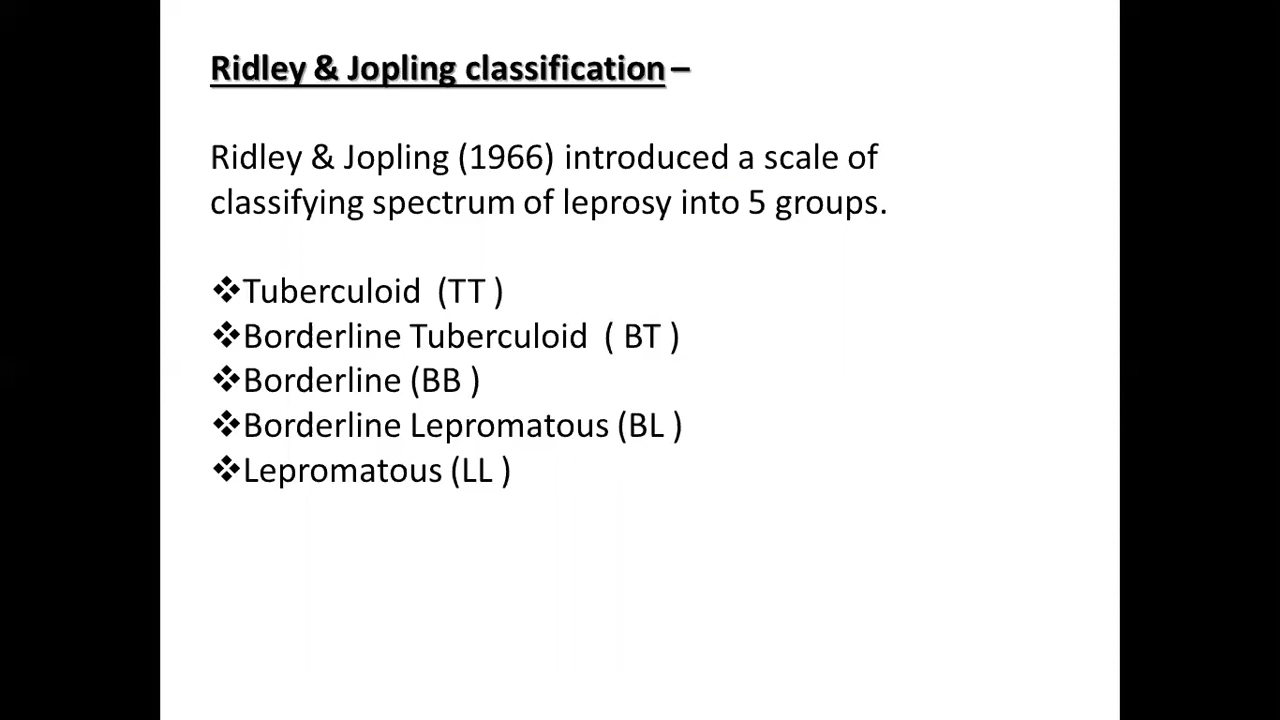 Ridley & Jopling classification –
Ridley & Jopling (1966) introduced a scale of
classifying spectrum of leprosy into 5 groups.
❖Tuberculoid (TT )
❖Borderline Tuberculoid ( BT )
❖Borderline (BB )
❖Borderline Lepromatous (BL )
❖Lepromatous (LL )